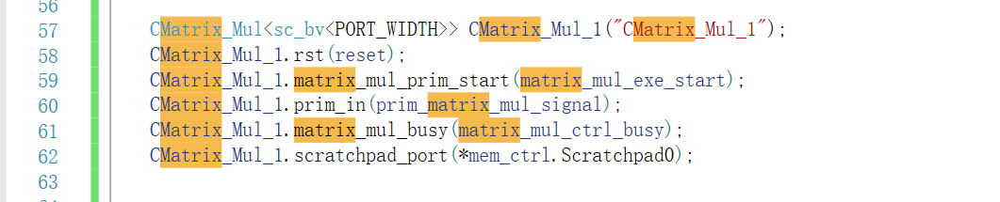 56
57 CMatrix_Mul<sc_bv<PORT_WIDTH>> CMatrix_Mul_1("CMatrix_Mul_1");
58 CMatrix_Mul_1.rst(reset);
59 CMatrix_Mul_1.matrix_mul_prim_start(matrix_mul_exe_start);
60 CMatrix_Mul_1.prim_in(prim_matrix_mul_signal);
61 CMatrix_Mul_1.matrix_mul_busy(matrix_mul_ctrl_busy);
62 CMatrix_Mul_1.scratchpad_port(*mem_ctrl.Scratchpad0);
63